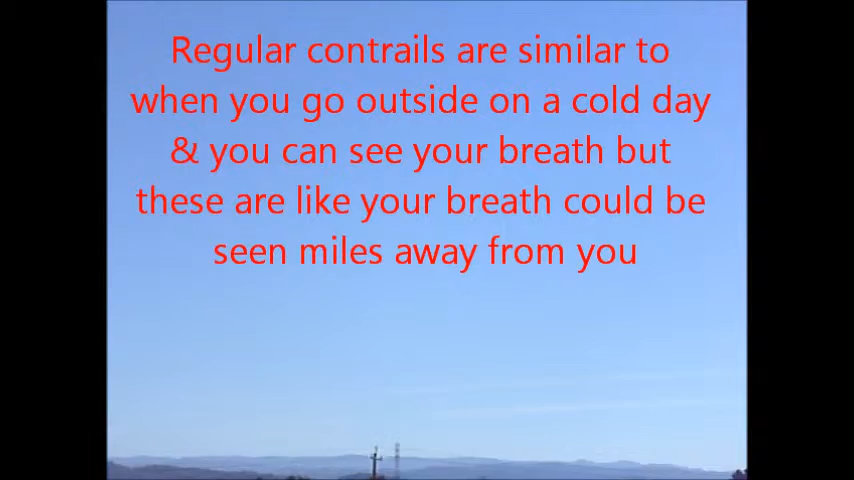 Regular contrails are similar to
when you go outside on a cold day
& you can see your breath but
these are like your breath could be
seen miles away from you